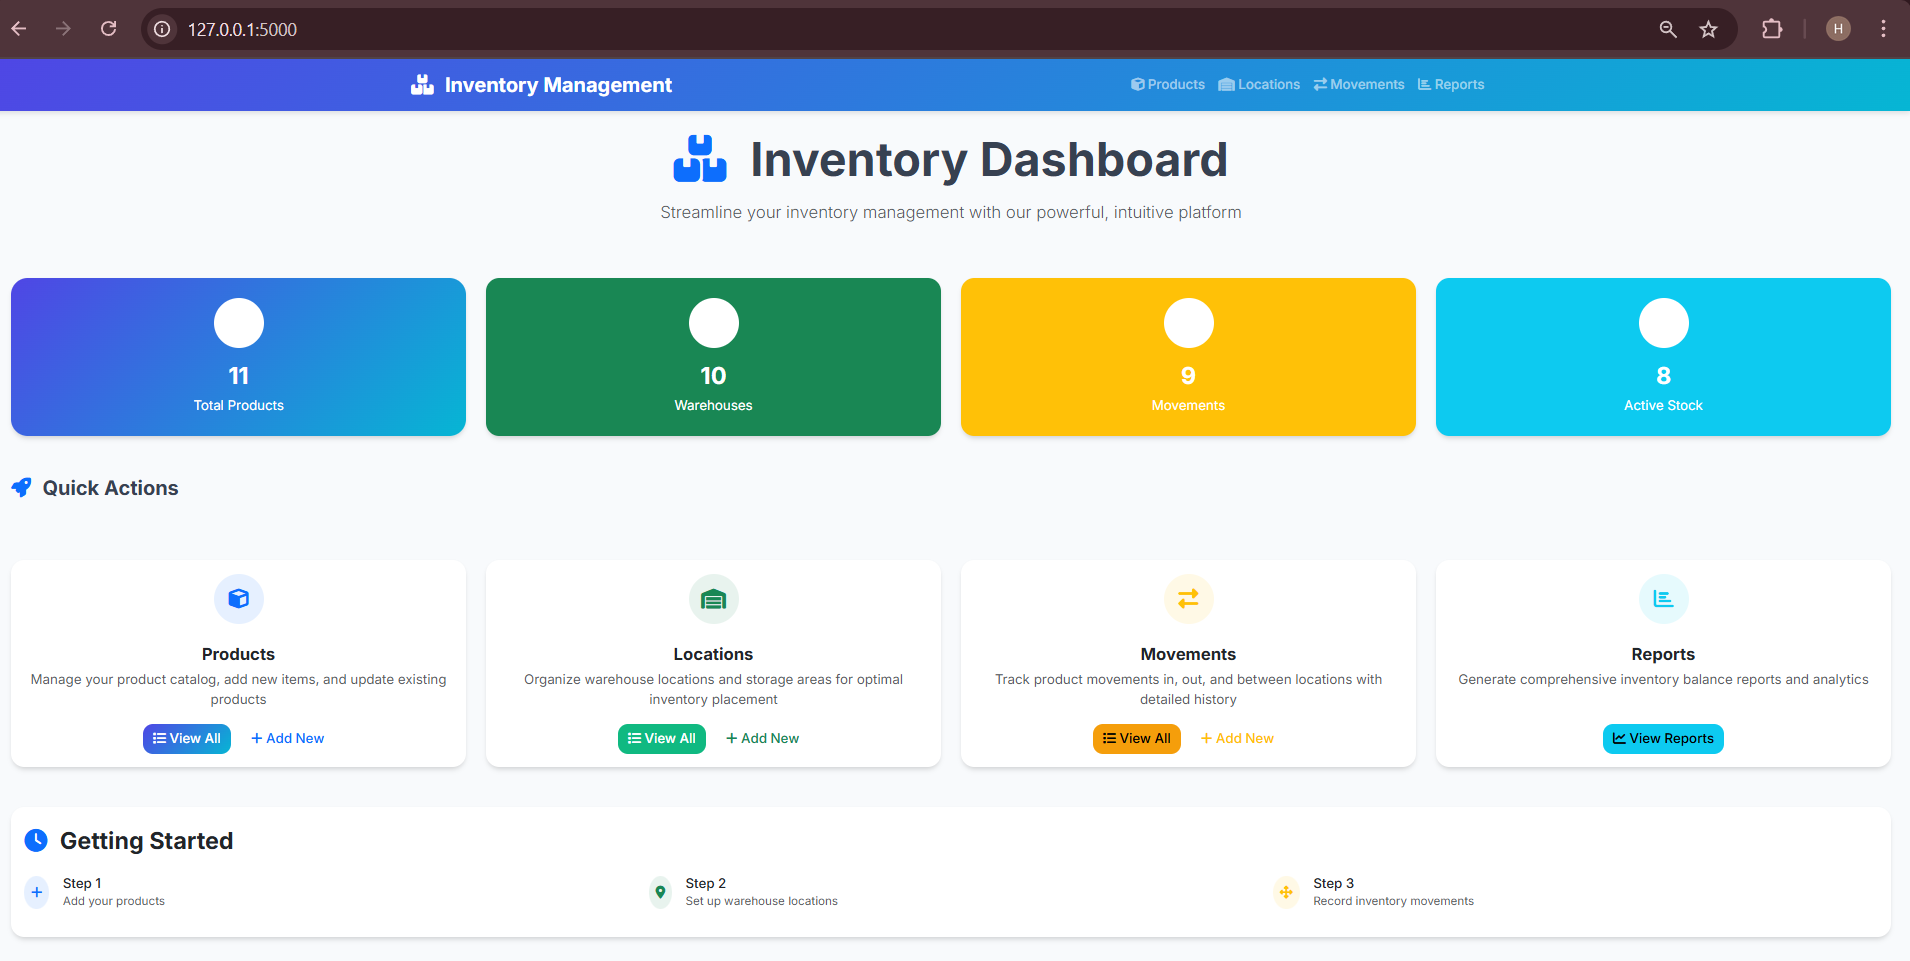 127.0.0.1:5000
H
Inventory Management
Products Locations Movements Reports
Inventory Dashboard
Streamline your inventory management with our powerful, intuitive platform
11
Total Products
10
Warehouses
9
Movements
8
Active Stock
Quick Actions
Products
Manage your product catalog, add new items, and update existing
products
View All Add New
Locations
Organize warehouse locations and storage areas for optimal
inventory placement
View All Add New
Movements
Track product movements in, out, and between locations with
detailed history
View All Add New
Reports
Generate comprehensive inventory balance reports and analytics
View Reports
Getting Started
Step 1
Add your products
Step 2
Set up warehouse locations
Step 3
Record inventory movements